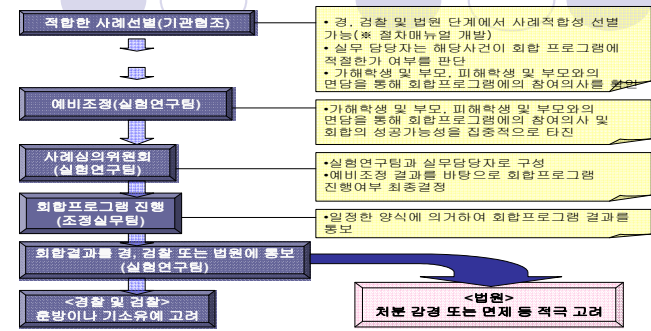 적합한 사례선별(기관협조)
• 경, 검찰 및 법원 단계에서 사례적합성 선별
가능(※ 절차매뉴얼 개발)
• 실무 담당자는 해당사건이 회합 프로그램에
적절한가 여부를 판단
• 가해학생 및 부모, 피해학생 및 부모와의
면담을 통해 회합프로그램에의 참여의사를 확인
예비조정(실험연구팀)
•가해학생 및 부모, 피해학생 및 부모와의
면담을 통해 회합프로그램에의 참여의사 및
회합의 성공가능성을 집중적으로 타진
사례심의위원회
(실험연구팀)
•실험연구팀과 실무담당자로 구성
•예비조정 결과를 바탕으로 회합프로그램
진행여부 최종결정
회합프로그램 진행
(조정실무팀)
•일정한 양식에 의거하여 회합프로그램 결과를
통보
회합결과를 경, 검찰 또는 법원에 통보
(실험연구팀)
<경찰 및 검찰>
훈방이나 기소유예 고려
<법원>
처분 감경 또는 면제 등 적극 고려